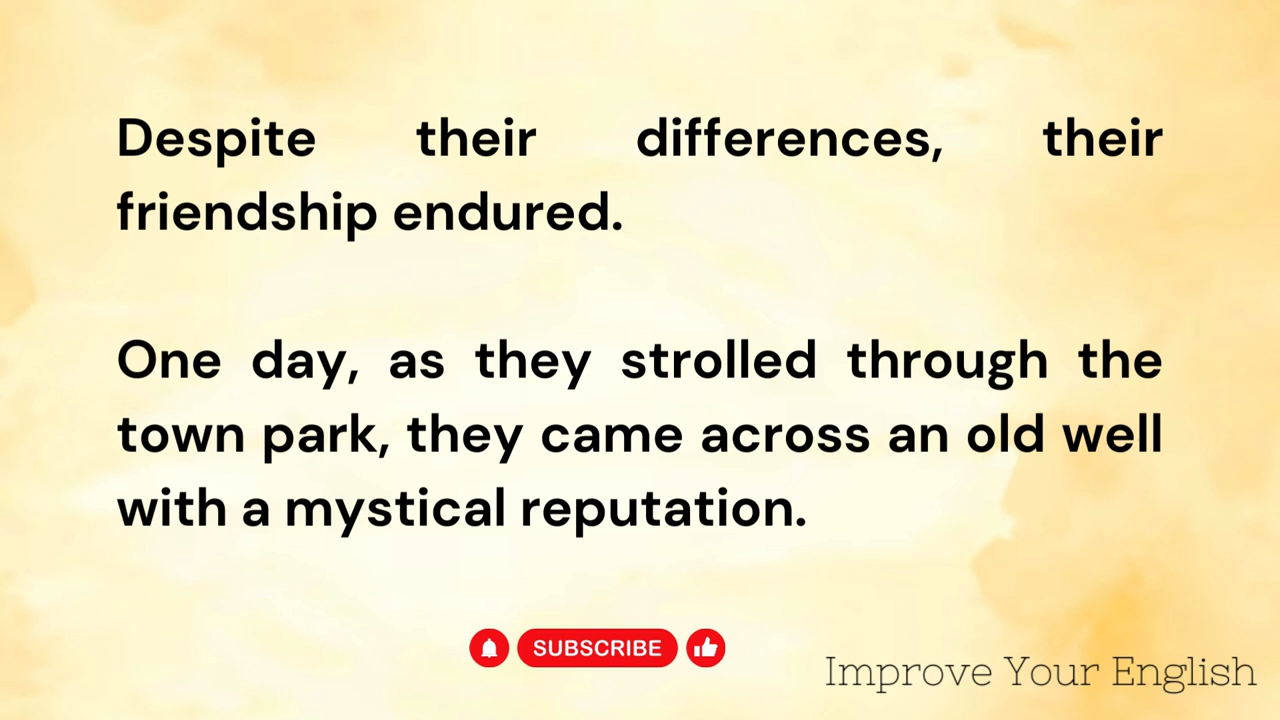 Despite their differences, their
friendship endured.
One day, as they strolled through the
town park, they came across an old well
with a mystical reputation.
SUBSCRIBE
Improve Your English